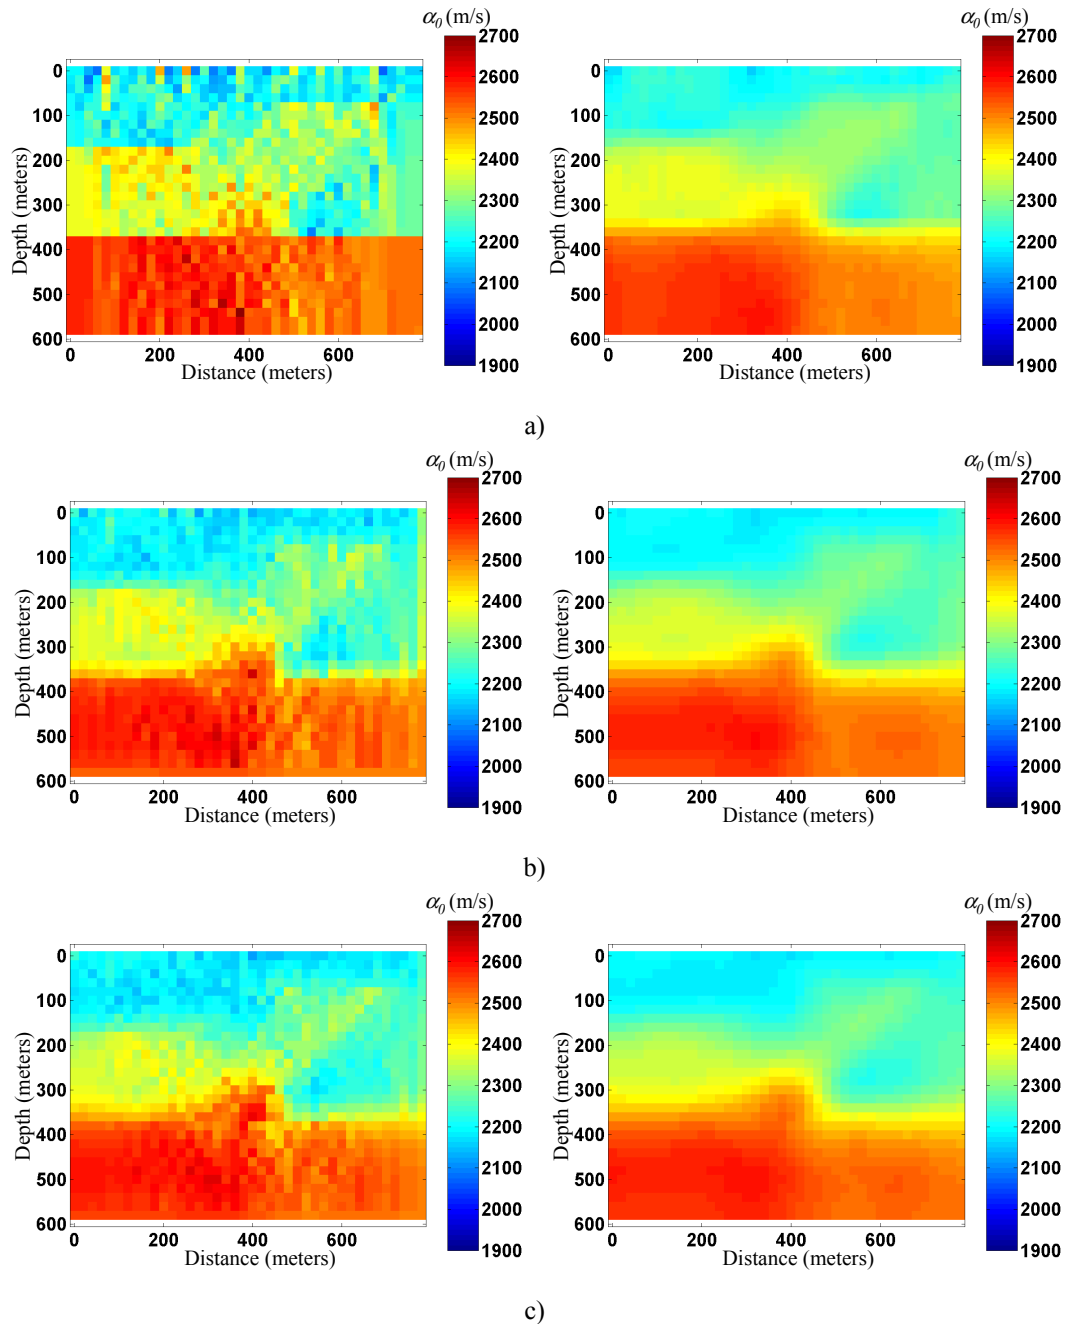 α0 (m/s) α0 (m/s)
2700 2700
0 2600 0 2600
100 2500 100 2500
200 2400 200 2400
300 2300 300 2300
400 2200 400 2200
500 2100 500 2100
600 2000 600 2000
0 200 400 600 1900 0 200 400 600 1900
Depth (meters) Depth (meters)
Distance (meters) Distance (meters)
a)
α0 (m/s) α0 (m/s)
2700 2700
0 2600 0 2600
100 2500 100 2500
200 2400 200 2400
300 2300 300 2300
400 2200 400 2200
500 2100 500 2100
600 2000 600 2000
0 200 400 600 1900 0 200 400 600 1900
Depth (meters) Depth (meters)
Distance (meters) Distance (meters)
b)
α0 (m/s) α0 (m/s)
2700 2700
0 2600 0 2600
100 2500 100 2500
200 2400 200 2400
300 2300 300 2300
400 2200 400 2200
500 2100 500 2100
600 2000 600 2000
0 200 400 600 1900 0 200 400 600 1900
Depth (meters) Depth (meters)
Distance (meters) Distance (meters)
c)